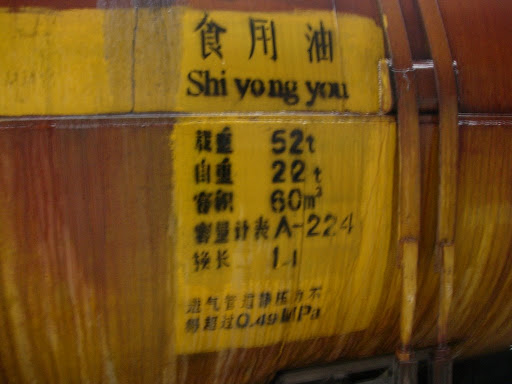 食用油
Shi yong you
载重 52t
自重 22t
容积 60m³
容量计表 A-224
换长 1.1
进气管道静压力不
够超过0.49MPa